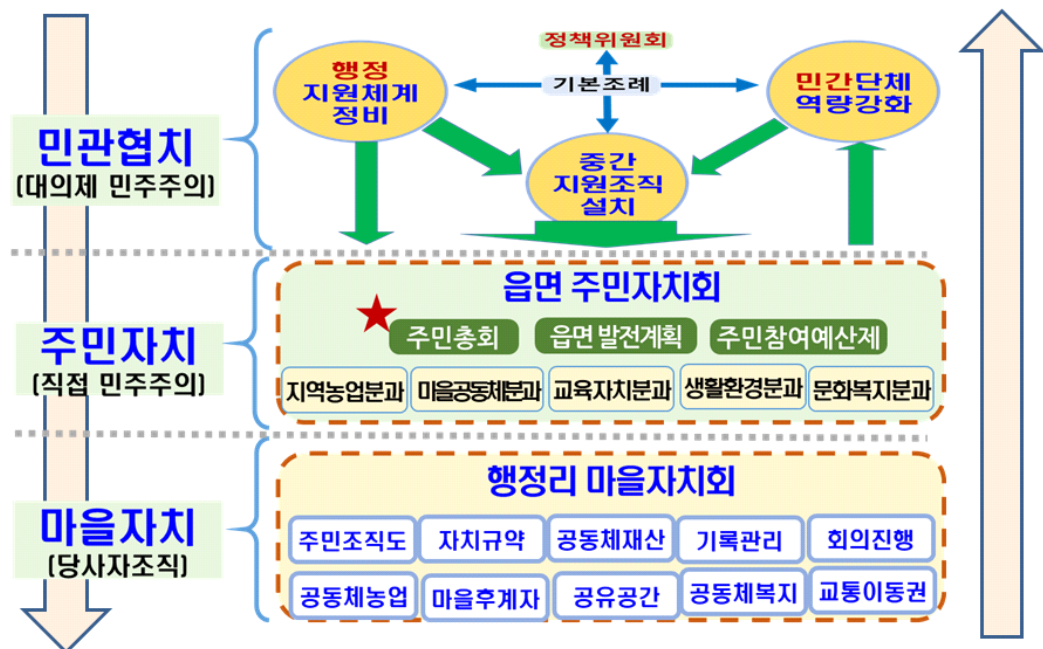 정책위원회
행정
지원체계
정비
기본조례
민간단체
역량강화
중간
지원조직
설치
민관협치
(대의제 민주주의)
읍면 주민자치회
주민총회 읍면 발전계획 주민참여예산제
지역농업분과 마을공동체분과 교육자치분과 생활환경분과 문화복지분과
주민자치
(직접 민주주의)
행정리 마을자치회
주민조직도 자치규약 공동체재산 기록관리 회의진행
공동체농업 마을후계자 공유공간 공동체복지 교통이동권
마을자치
(당사자조직)